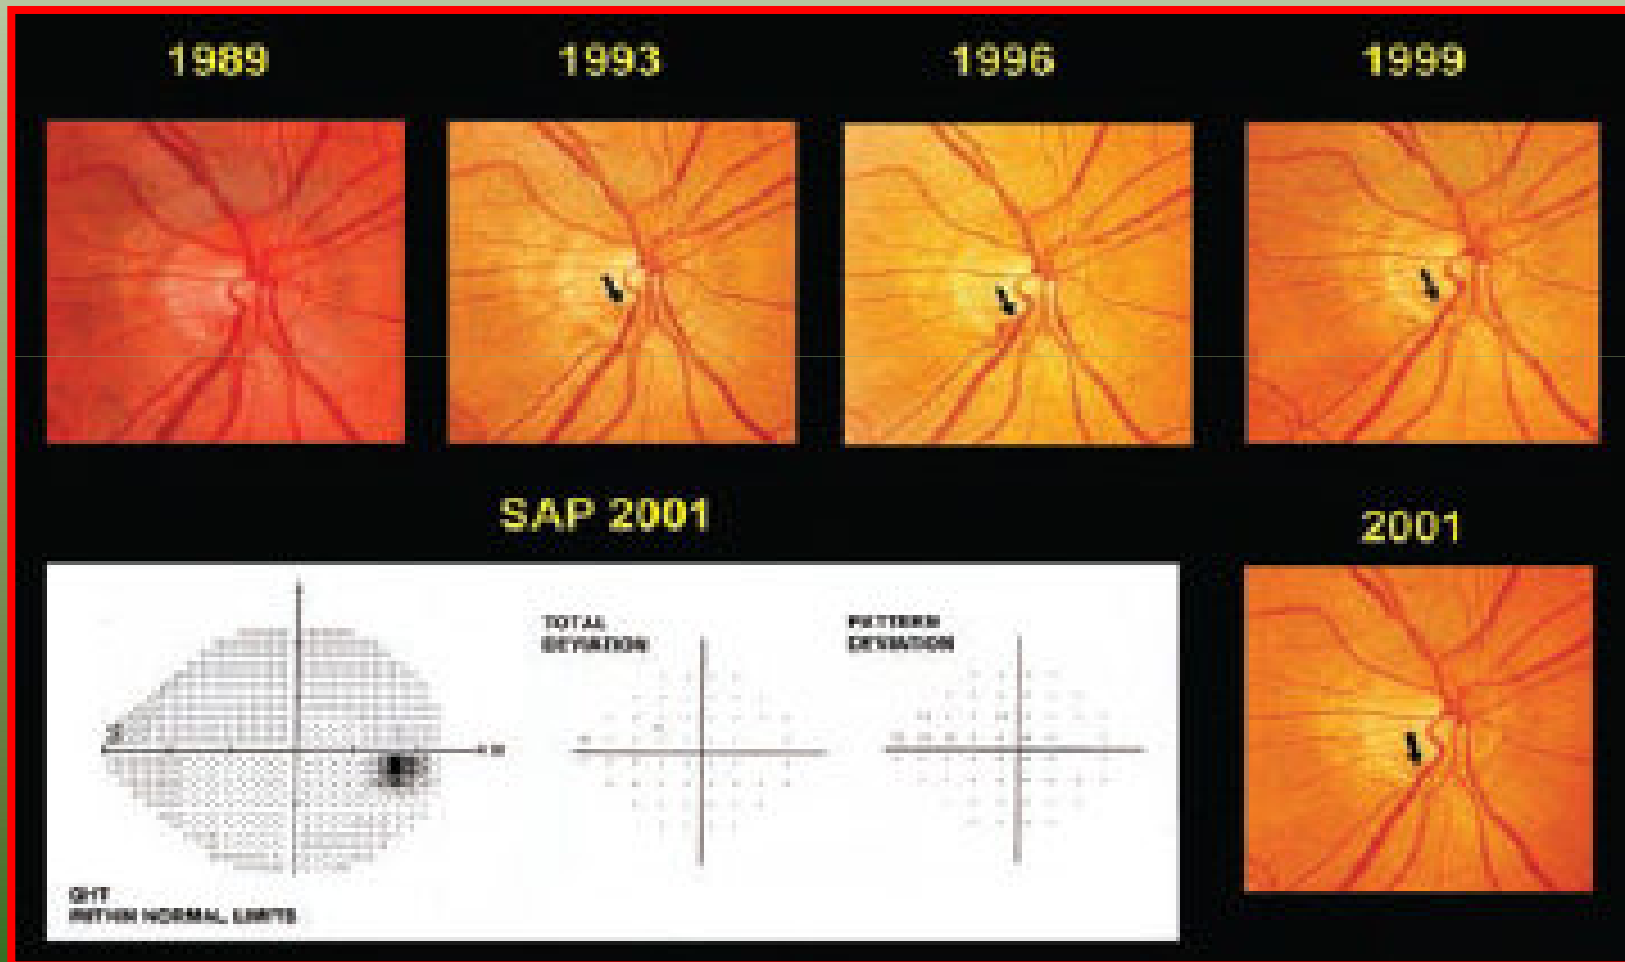 1989
1993
1996
1999
SAP 2001
2001
TOTAL
DEVIATION
PATTERN
DEVIATION
GHT
WITHIN NORMAL LIMITS